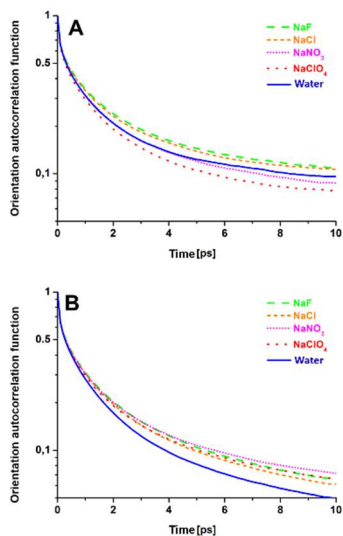 A
NaF
NaCl
NaNO3
NaClO4
Water
Orientation autocorrelation function
1
0.5
0,1
0
2
4
6
8
10
Time [ps]
B
NaF
NaCl
NaNO3
NaClO4
Water
Orientation autocorrelation function
1
0.5
0,1
0
2
4
6
8
10
Time [ps]